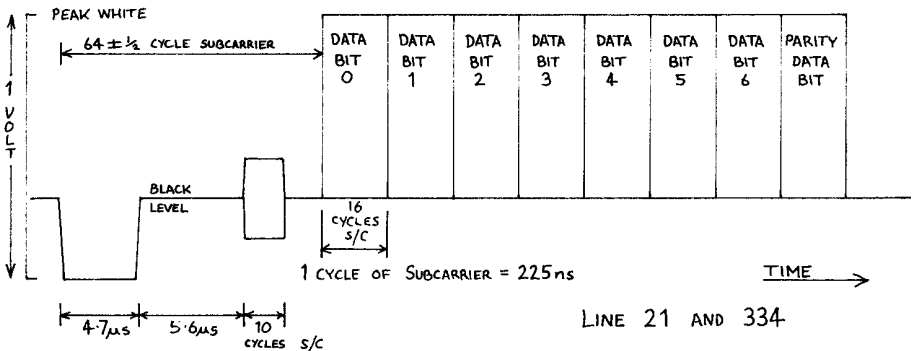 PEAK WHITE
64 ± ½ CYCLE SUBCARRIER
1 VOLT
DATA BIT 0
DATA BIT 1
DATA BIT 2
DATA BIT 3
DATA BIT 4
DATA BIT 5
DATA BIT 6
PARITY DATA BIT
BLACK LEVEL
16 CYCLES S/C
1 CYCLE OF SUBCARRIER = 225ns
TIME
4·7μs
5·6μs
10 CYCLES S/C
LINE 21 AND 334